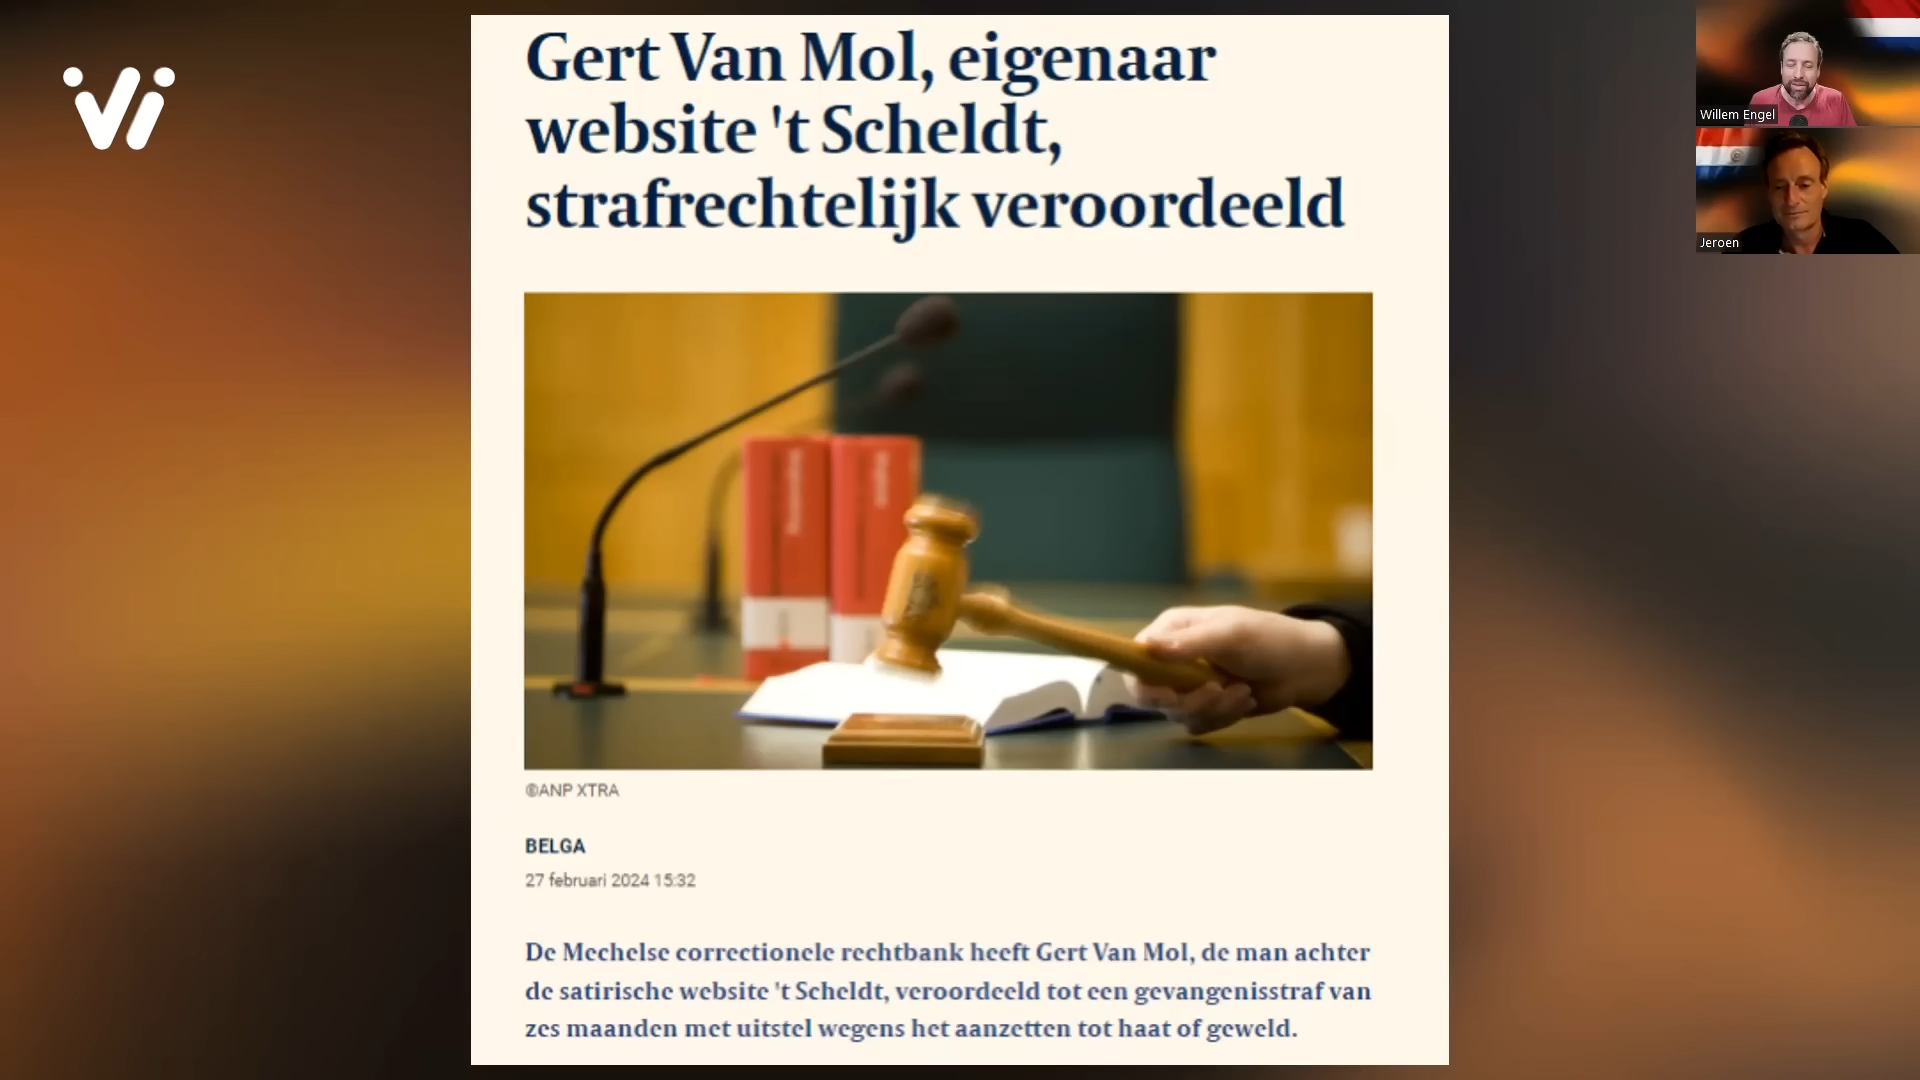 Gert Van Mol, eigenaar
website 't Scheldt,
strafrechtelijk veroordeeld
©ANP XTRA
BELGA
27 februari 2024 15:32
De Mechelse correctionele rechtbank heeft Gert Van Mol, de man achter
de satirische website 't Scheldt, veroordeeld tot een gevangenisstraf van
zes maanden met uitstel wegens het aanzetten tot haat of geweld.
Willem Engel
Jeroen